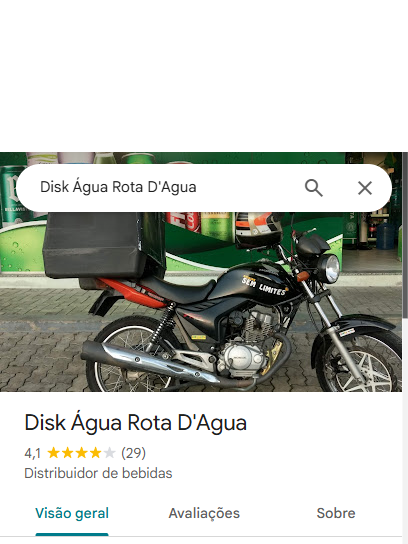 Disk Água Rota D'Agua
SEM LIMITES
Disk Água Rota D'Agua
4,1 (29)
Distribuidor de bebidas
Visão geral Avaliações Sobre